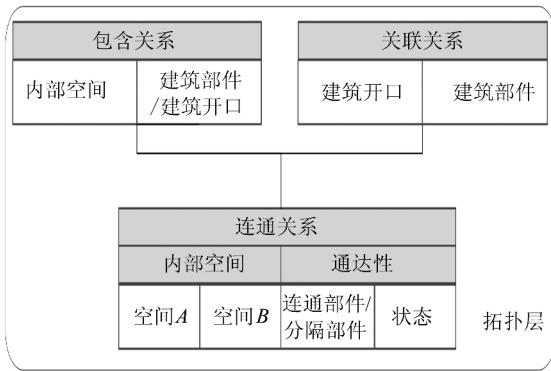 包含关系
关联关系
内部空间
建筑部件
/建筑开口
建筑开口
建筑部件
连通关系
内部空间
通达性
空间A
空间B
连通部件/
分隔部件
状态
拓扑层